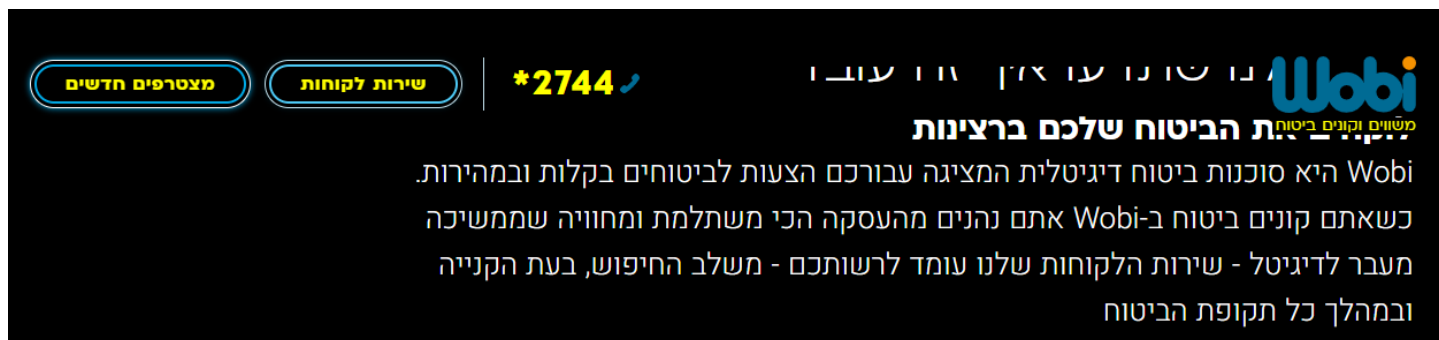 Wobi
משווים וקונים ביטוח
*2744
שירות לקוחות
מצטרפים חדשים
הביטוח שלכם ברצינות
Wobi היא סוכנות ביטוח דיגיטלית המציגה עבורכם הצעות לביטוחים בקלות ובמהירות.
כשאתם קונים ביטוח ב-Wobi אתם נהנים מהעסקה הכי משתלמת ומחוויה שממשיכה
מעבר לדיגיטל - שירות הלקוחות שלנו עומד לרשותכם - משלב החיפוש, בעת הקנייה
ובמהלך כל תקופת הביטוח